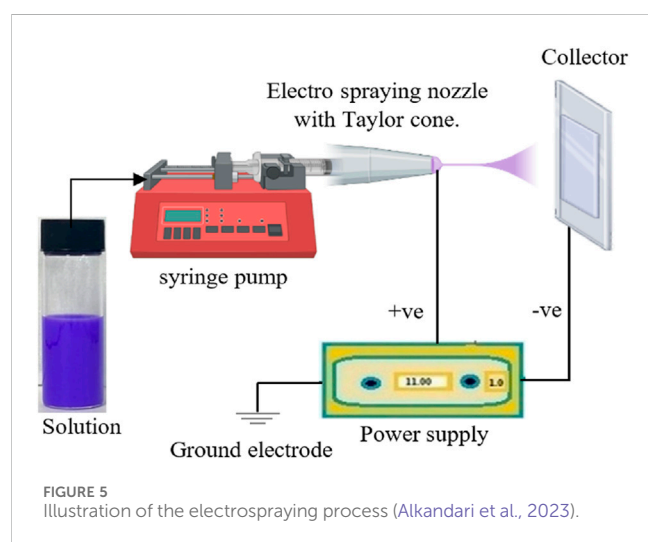 Collector
Electro spraying nozzle
with Taylor cone.
syringe pump
+ve
-ve
11.00
1.0
Solution
Ground electrode
Power supply
FIGURE 5
Illustration of the electrospraying process (Alkandari et al., 2023).